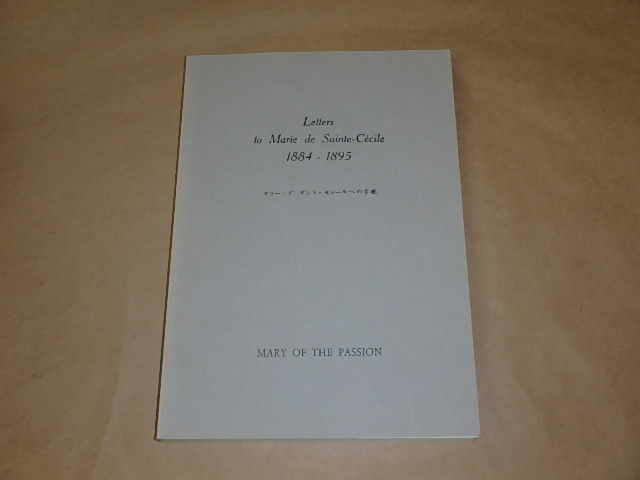 Letters
to Marie de Sainte-Cécile
1884 - 1895
マリー・ド・サント・セシールへの手紙
MARY OF THE PASSION